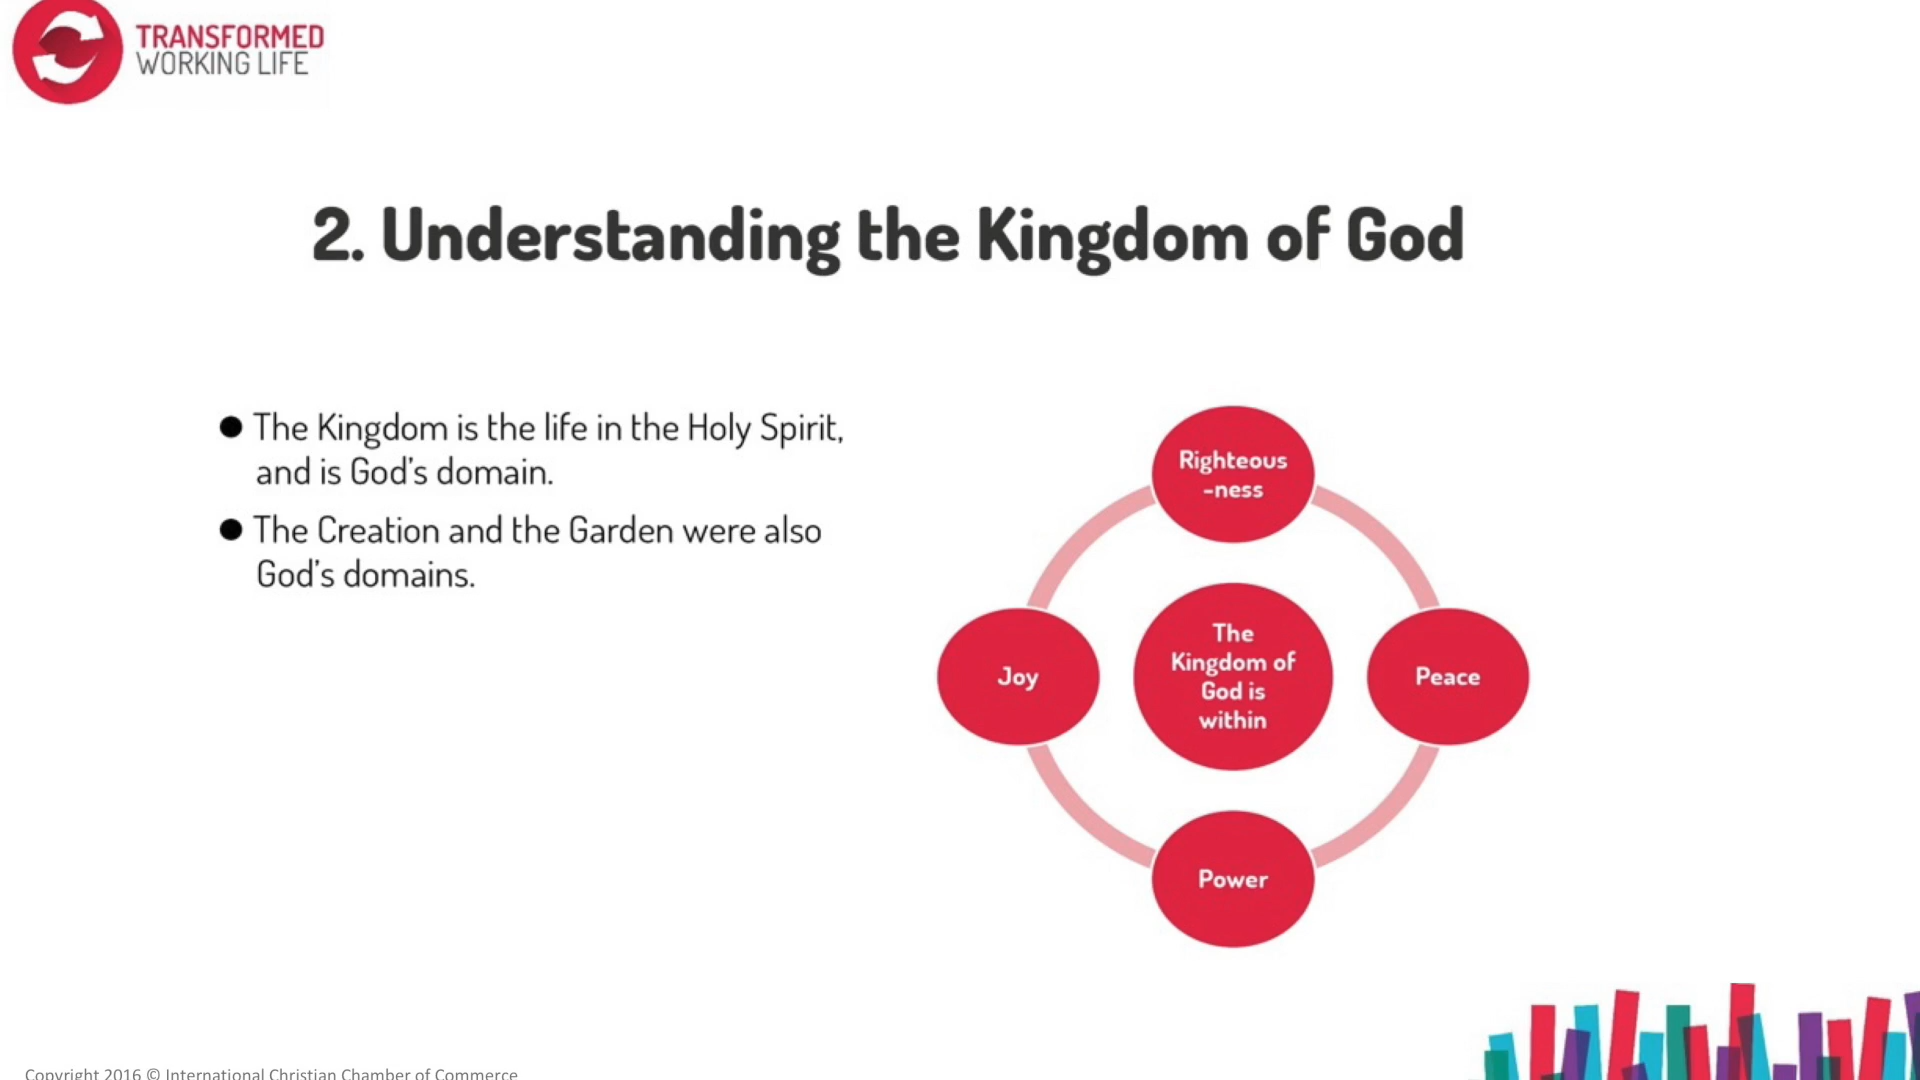 TRANSFORMED
WORKING LIFE
2. Understanding the Kingdom of God
● The Kingdom is the life in the Holy Spirit,
and is God's domain.
● The Creation and the Garden were also
God's domains.
Righteous
-ness
Joy
The
Kingdom of
God is
within
Peace
Power
Copyright 2016 © International Christian Chamber of Commerce